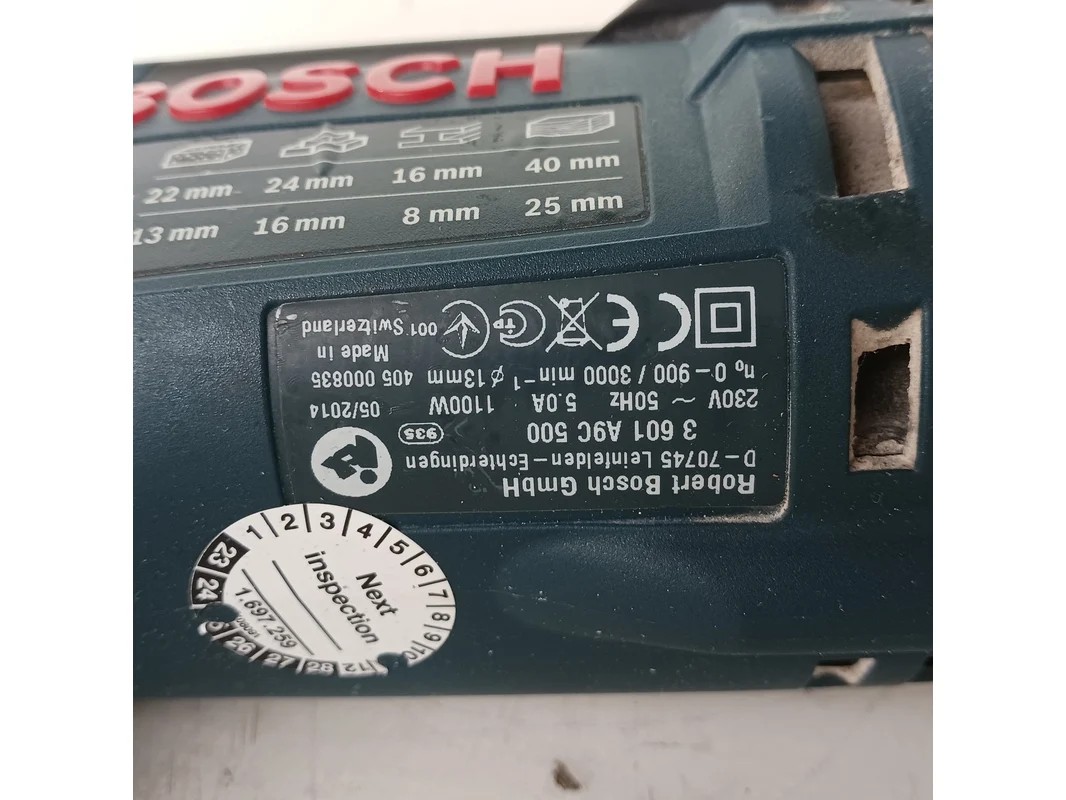 BOSCH
22 mm 24 mm 16 mm 40 mm
13 mm 16 mm 8 mm 25 mm
Robert Bosch GmbH
D-70745 Leinfelden-Echterdingen
3 601 A9C 500 935
230V ~ 50Hz 5.0A 1100W 05/2014
n₀ 0-900 / 3000 min⁻¹ ø 13mm 405 000835
Made in
001 Switzerland
Next
inspection
1.697.259
1 2 3 4 5 6 7 8 9 10
12
23 24 26 27 28